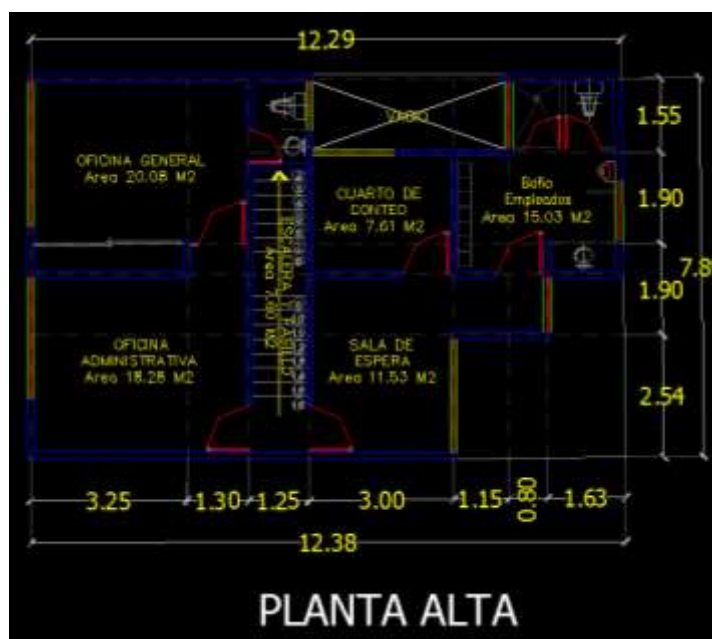 12.29
VACIO
1.55
OFICINA GENERAL
Area 20.08 M2
CUARTO DE
CONTEO
Area 7.61 M2
Baño
Empleados
Area 15.03 M2
1.90
7.8
ESCALERA Y PASILLO
Area 7.80 M2
1.90
OFICINA
ADMINISTRATIVA
Area 18.28 M2
SALA DE
ESPERA
Area 11.53 M2
2.54
3.25
1.30
1.25
3.00
1.15
0.80
1.63
12.38
PLANTA ALTA